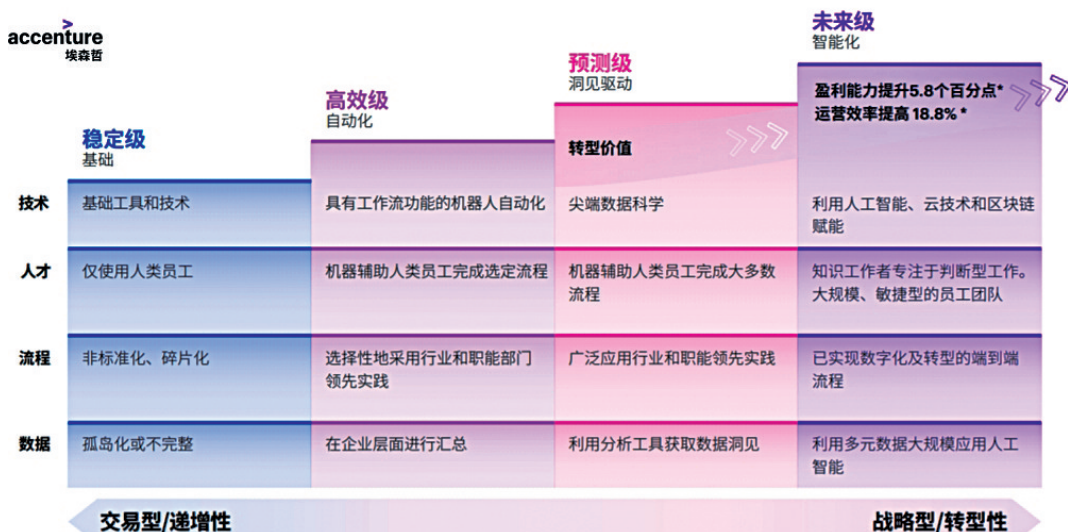 accenture
埃森哲
稳定级
基础
高效级
自动化
预测级
洞见驱动
未来级
智能化
转型价值
盈利能力提升5.8个百分点*
运营效率提高 18.8% *
技术
基础工具和技术
具有工作流功能的机器人自动化
尖端数据科学
利用人工智能、云技术和区块链
赋能
人才
仅使用人类员工
机器辅助人类员工完成选定流程
机器辅助人类员工完成大多数
流程
知识工作者专注于判断型工作。
大规模、敏捷型的员工团队
流程
非标准化、碎片化
选择性地采用行业和职能部门
领先实践
广泛应用行业和职能领先实践
已实现数字化及转型的端到端
流程
数据
孤岛化或不完整
在企业层面进行汇总
利用分析工具获取数据洞见
利用多元数据大规模应用人工
智能
交易型/递增性
战略型/转型性